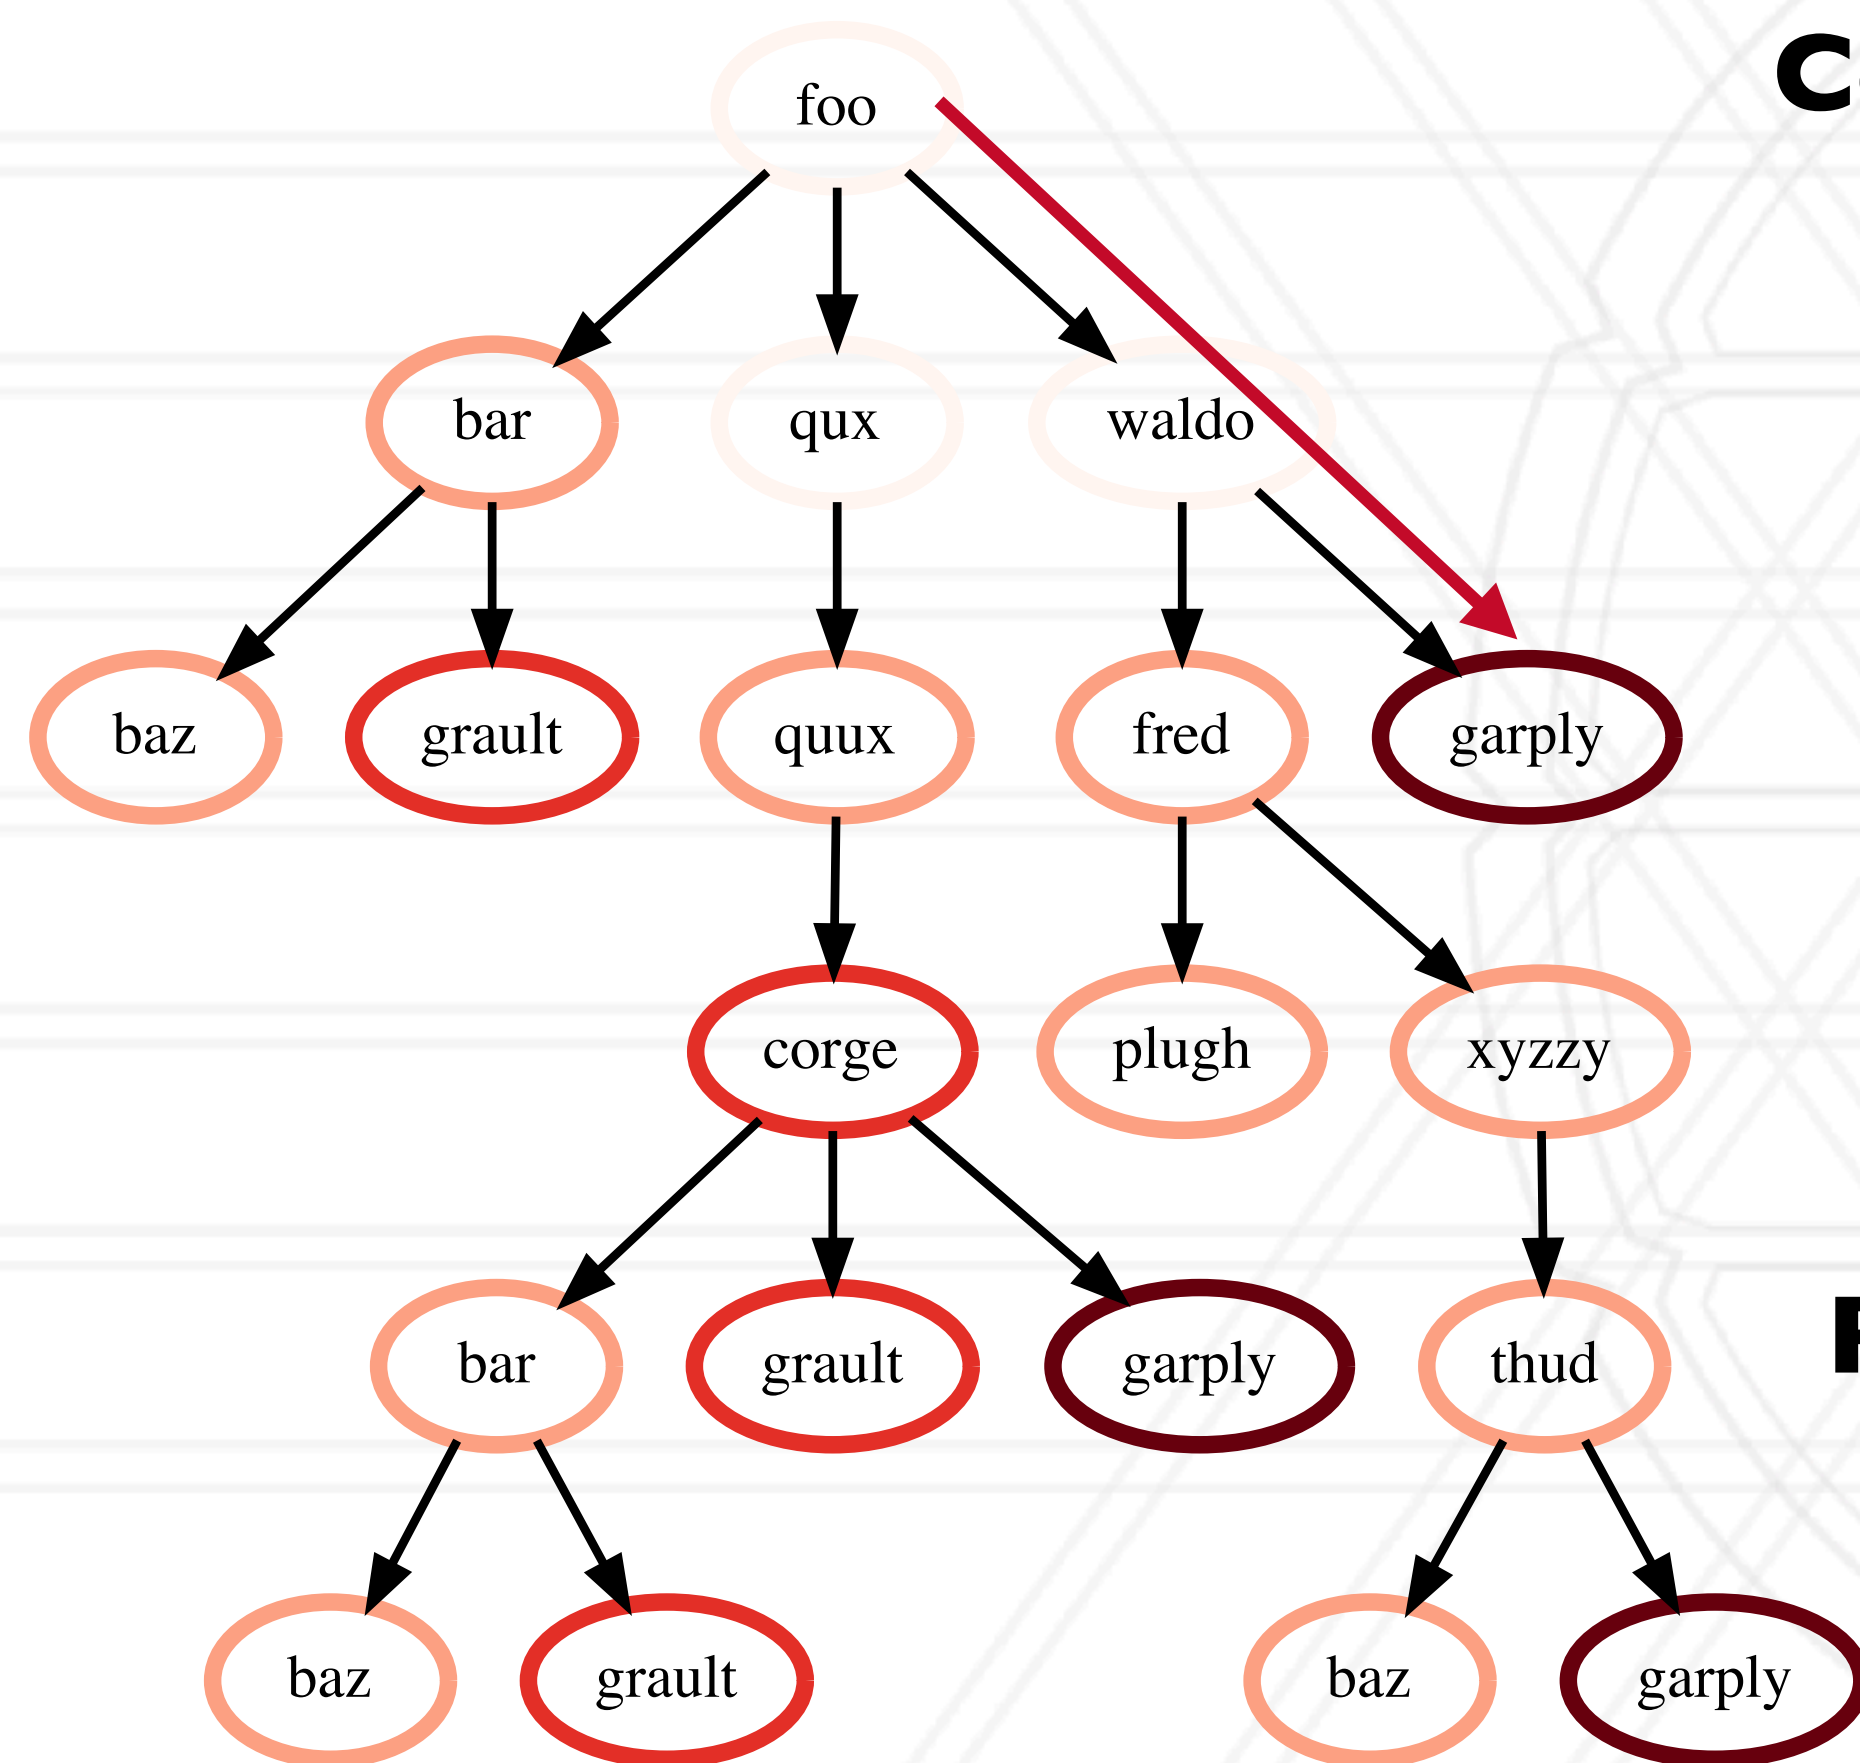 foo
bar qux waldo
baz grault quux fred garply
corge plugh xyzzy
bar grault garply thud
baz grault baz garply